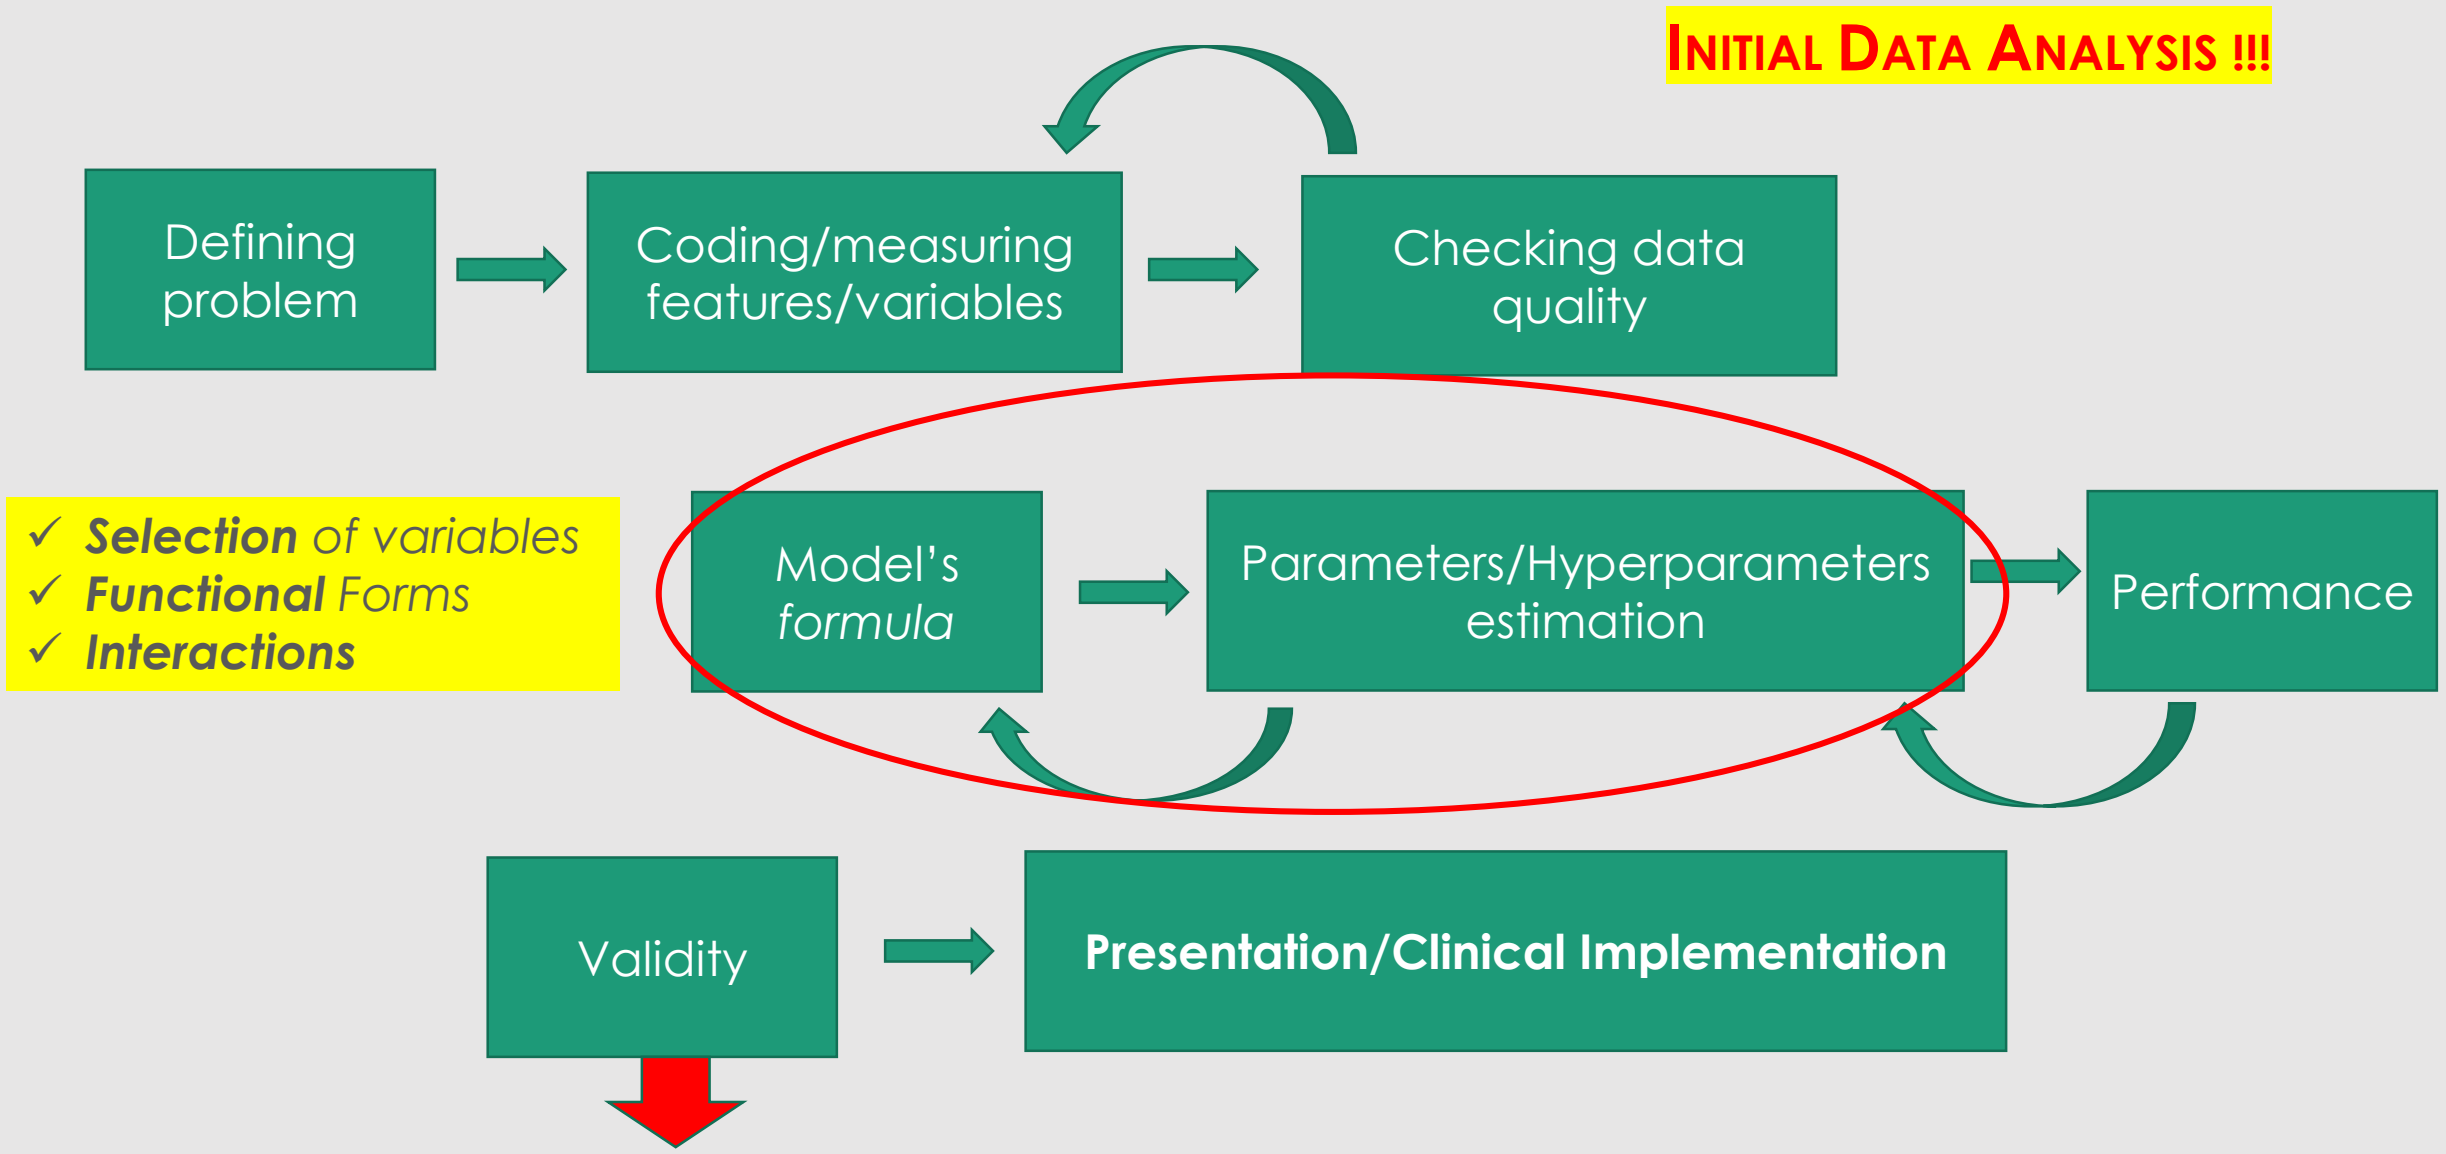 INITIAL DATA ANALYSIS !!!
Defining
problem
Coding/measuring
features/variables
Checking data
quality
✓ Selection of variables
✓ Functional Forms
✓ Interactions
Model's
formula
Parameters/Hyperparameters
estimation
Performance
Validity
Presentation/Clinical Implementation